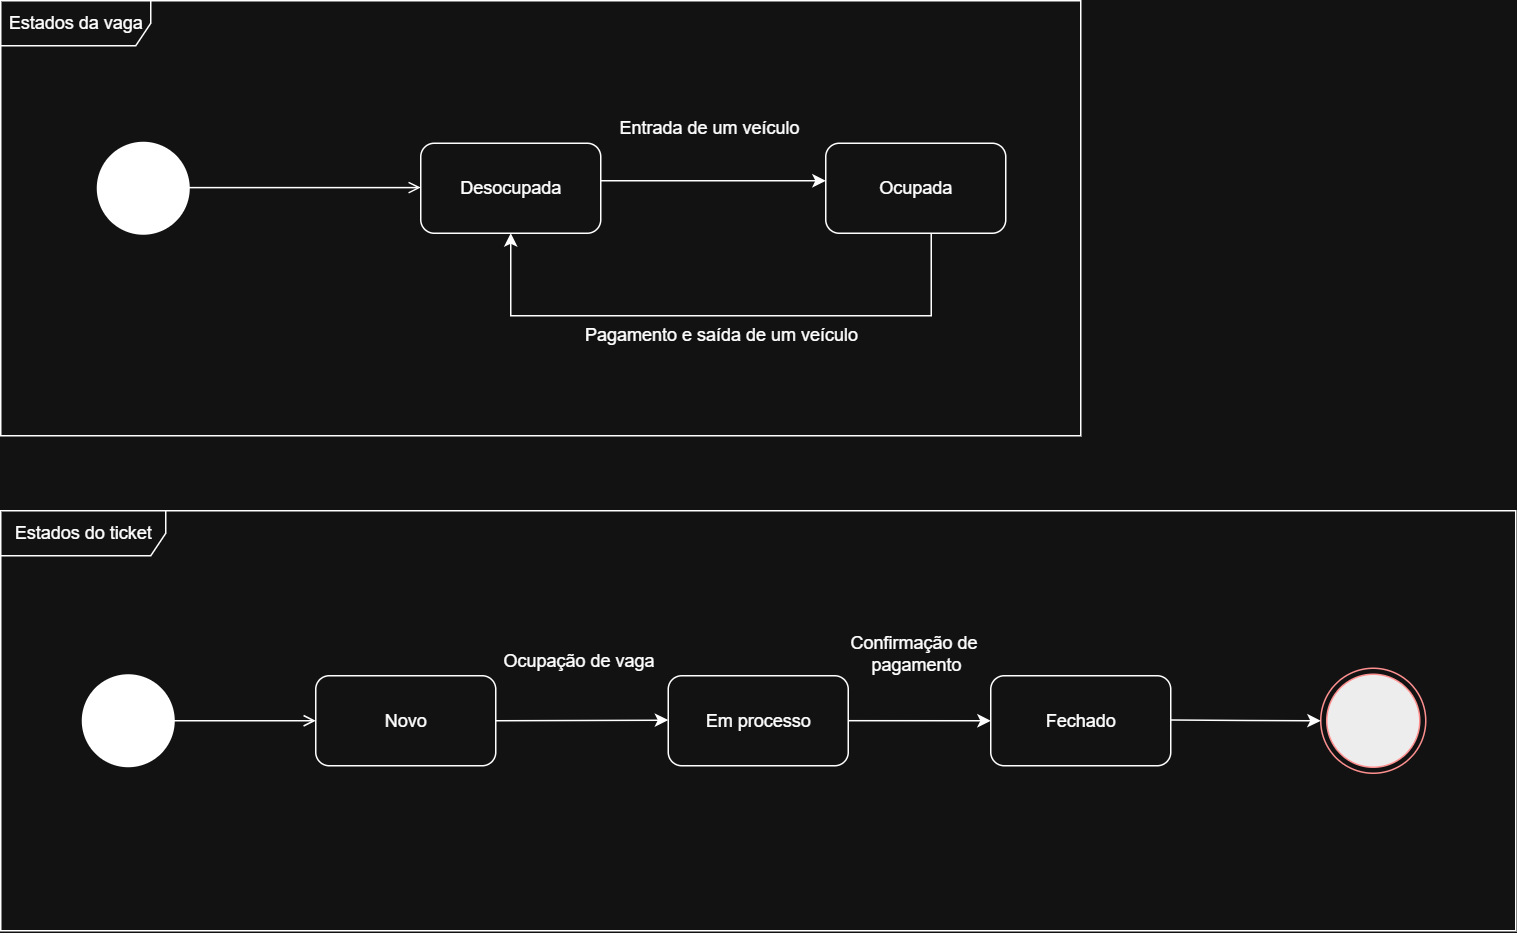 Estados da vaga
Entrada de um veículo
Desocupada
Ocupada
Pagamento e saída de um veículo
Estados do ticket
Ocupação de vaga
Confirmação de
pagamento
Novo
Em processo
Fechado